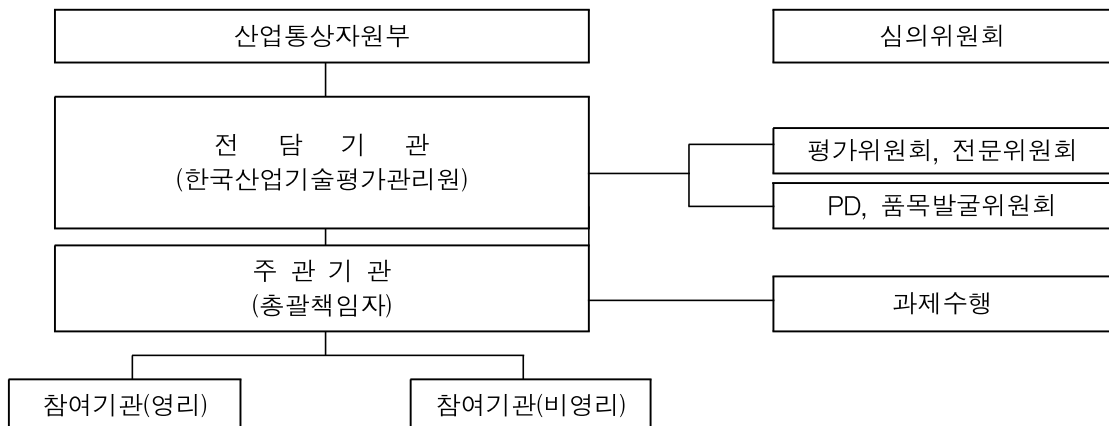 산업통상자원부
심의위원회
전 담 기 관
(한국산업기술평가관리원)
평가위원회, 전문위원회
PD, 품목발굴위원회
주 관 기 관
(총괄책임자)
과제수행
참여기관(영리)
참여기관(비영리)